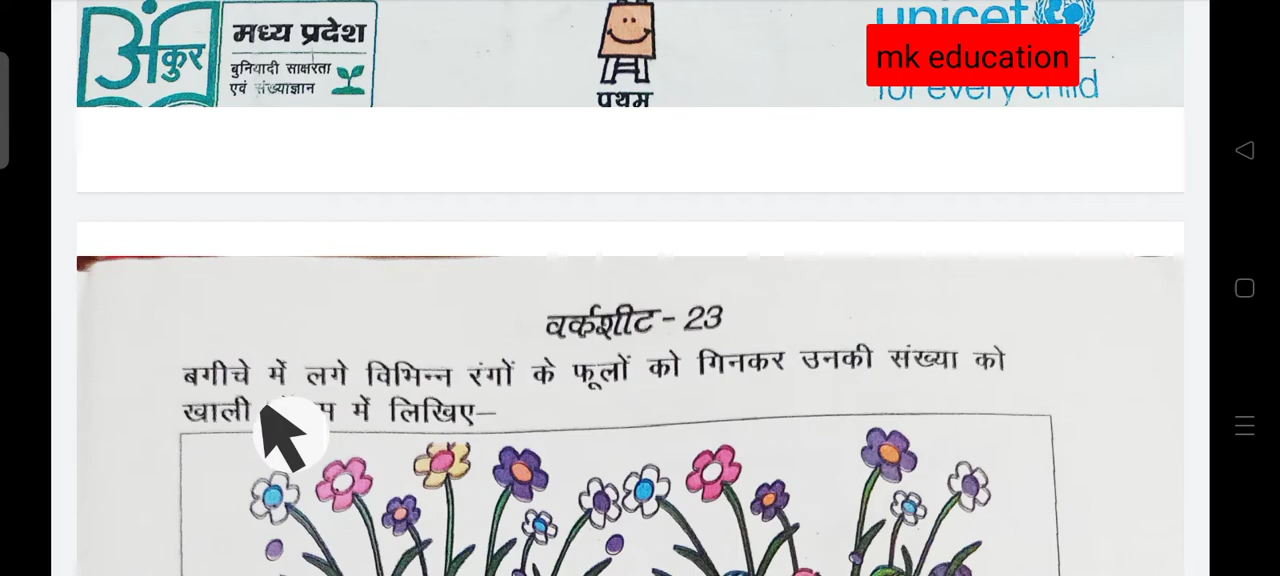 अंकुर
मध्य प्रदेश
बुनियादी साक्षरता
एवं संख्याज्ञान
प्रथम
unicef
mk education
for every child
वर्कशीट - 23
बगीचे में लगे विभिन्न रंगों के फूलों को गिनकर उनकी संख्या को
खाली में लिखिए–